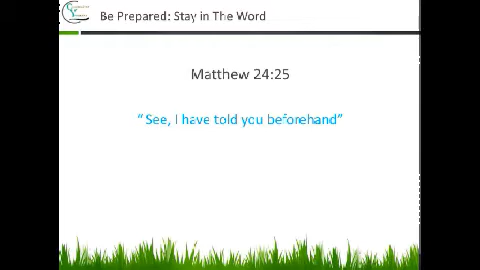 Be Prepared: Stay in The Word
Matthew 24:25
“See, I have told you beforehand”